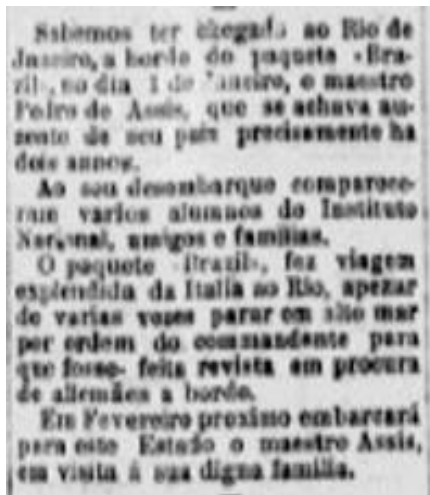 Sabemos ter chegado ao Rio de
Janeiro, a bordo do paquete «Bra-
zil», no dia 1 de Janeiro, o maestro
Pedro de Assis, que se achava au-
zente de seu paiz precisamente ha
dois annos.
Ao seu desembarque comparece-
ram varios alumnos do Instituto
Nacional, amigos e familias.
O paquete «Brazil», fez viagem
explendida da Italia ao Rio, apezar
de varias vezes parar em alto mar
por ordem do commandente para
que fosse feita revista em procura
de allemães a bordo.
Em Fevereiro proximo embarcará
para este Estado o maestro Assis,
em visita á sua digna familia.